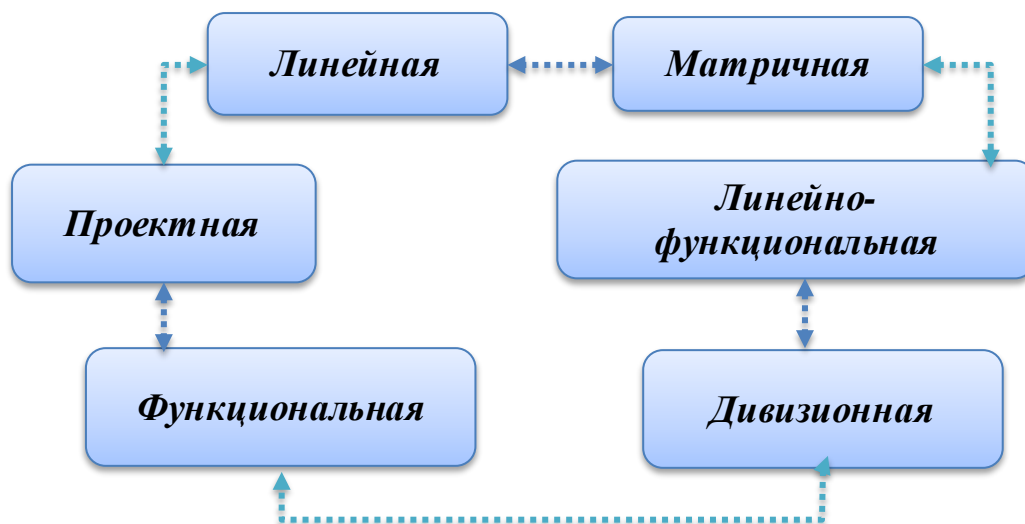 Линейная
Матричная
Проектная
Линейно-
функциональная
Функциональная
Дивизионная